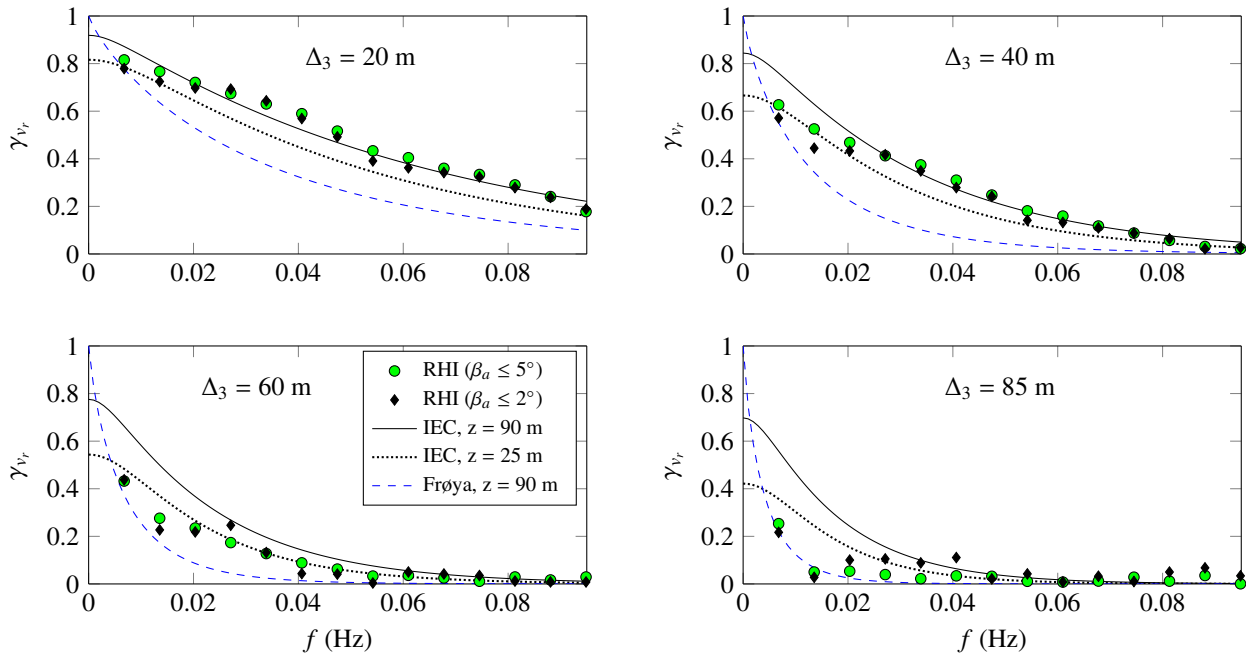 1
0.8
0.6
0.4
0.2
0
γ_{v_r}
Δ₃ = 20 m
0 0.02 0.04 0.06 0.08
1
0.8
0.6
0.4
0.2
0
γ_{v_r}
Δ₃ = 40 m
0 0.02 0.04 0.06 0.08
1
0.8
0.6
0.4
0.2
0
γ_{v_r}
Δ₃ = 60 m
RHI (β_a ≤ 5°)
RHI (β_a ≤ 2°)
IEC, z = 90 m
IEC, z = 25 m
Frøya, z = 90 m
0 0.02 0.04 0.06 0.08
f (Hz)
1
0.8
0.6
0.4
0.2
0
γ_{v_r}
Δ₃ = 85 m
0 0.02 0.04 0.06 0.08
f (Hz)